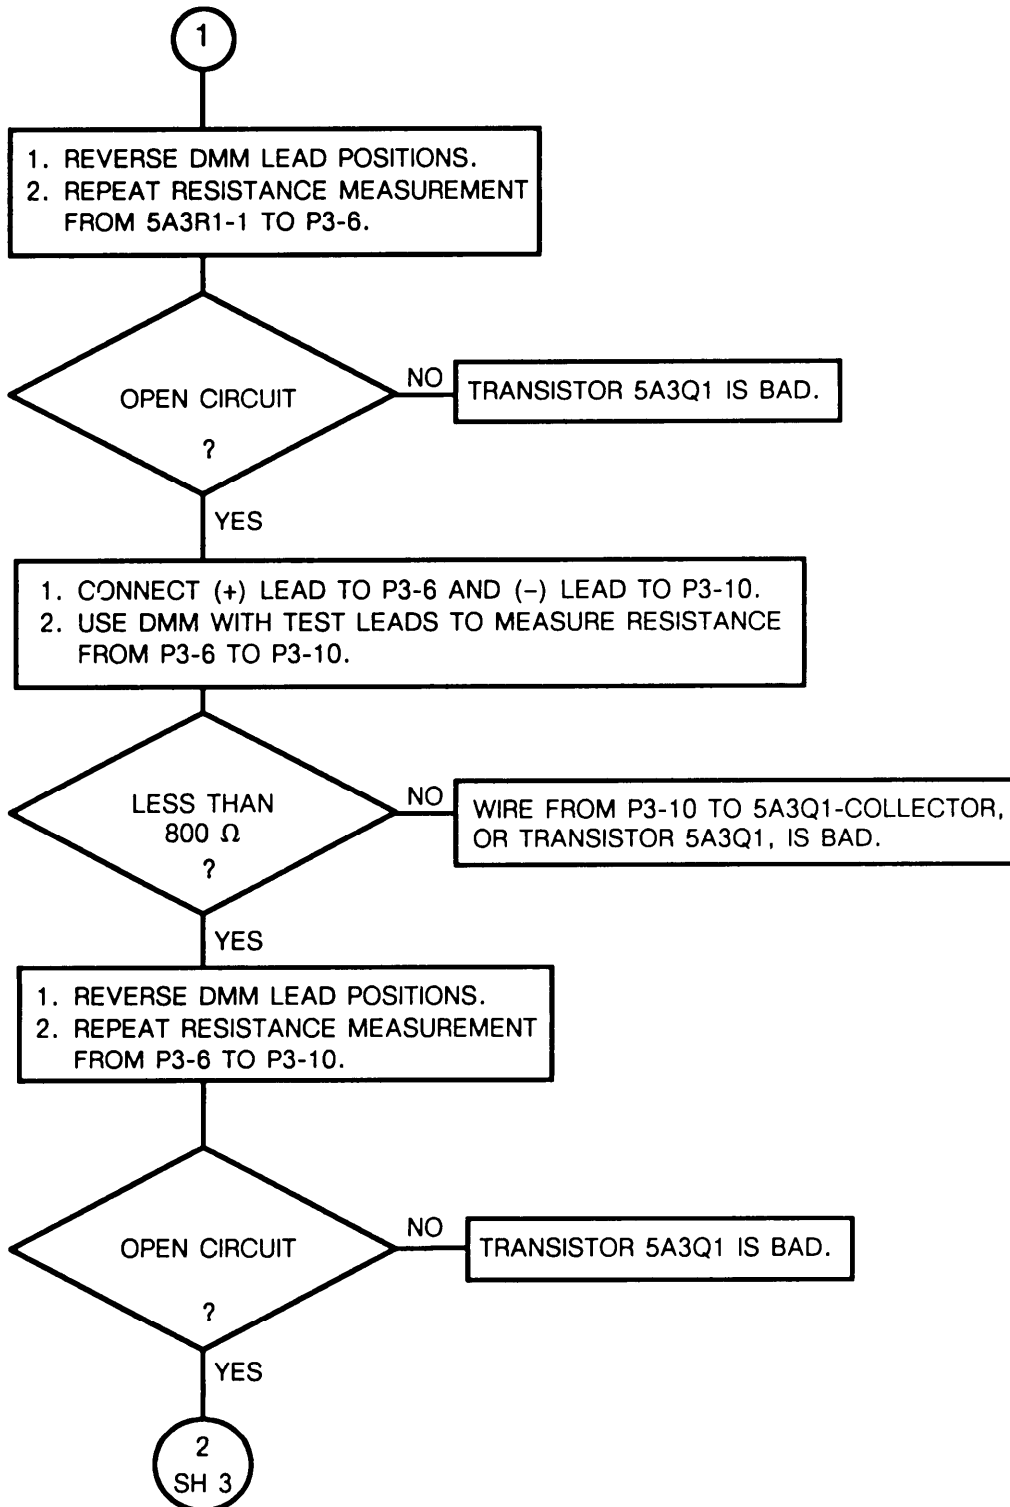 1
1. REVERSE DMM LEAD POSITIONS.
2. REPEAT RESISTANCE MEASUREMENT
FROM 5A3R1-1 TO P3-6.
OPEN CIRCUIT
?
NO
TRANSISTOR 5A3Q1 IS BAD.
YES
1. CONNECT (+) LEAD TO P3-6 AND (–) LEAD TO P3-10.
2. USE DMM WITH TEST LEADS TO MEASURE RESISTANCE
FROM P3-6 TO P3-10.
LESS THAN
800 Ω
?
NO
WIRE FROM P3-10 TO 5A3Q1-COLLECTOR,
OR TRANSISTOR 5A3Q1, IS BAD.
YES
1. REVERSE DMM LEAD POSITIONS.
2. REPEAT RESISTANCE MEASUREMENT
FROM P3-6 TO P3-10.
OPEN CIRCUIT
?
NO
TRANSISTOR 5A3Q1 IS BAD.
YES
2
SH 3